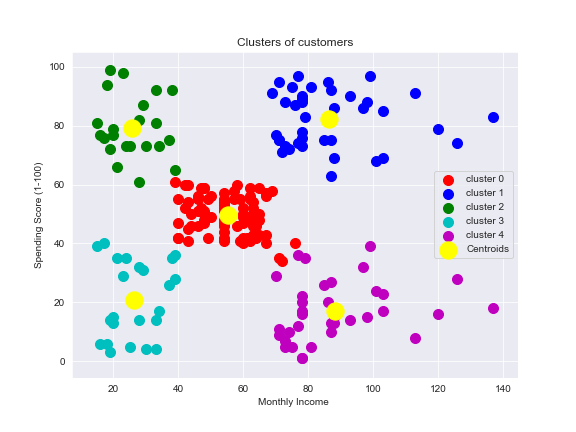 Clusters of customers
100
80
60
40
20
0
Spending Score (1-100)
cluster 0
cluster 1
cluster 2
cluster 3
cluster 4
Centroids
20 40 60 80 100 120 140
Monthly Income